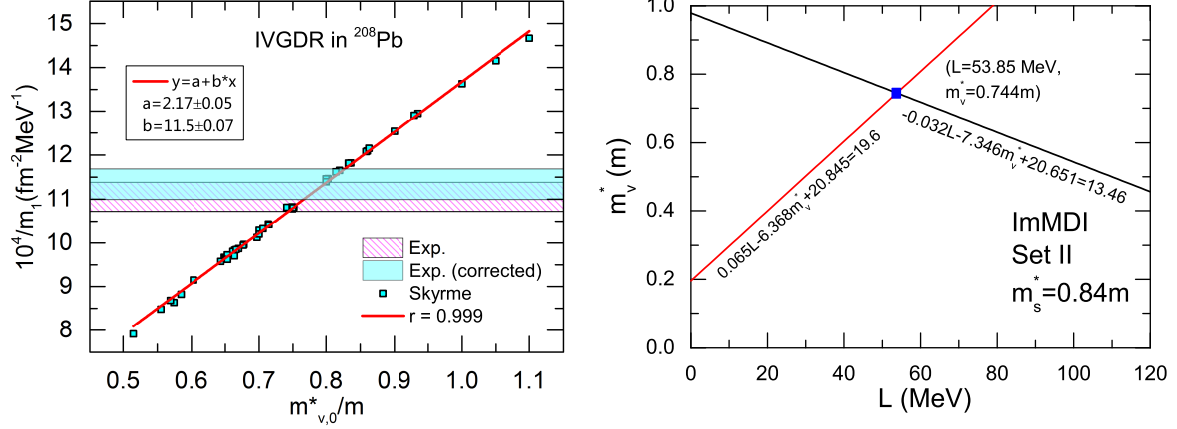 IVGDR in ²⁰⁸Pb
y=a+b*x
a=2.17±0.05
b=11.5±0.07
Exp.
Exp. (corrected)
Skyrme
r = 0.999
10⁴/m₁(fm⁻²MeV⁻¹)
15
14
13
12
11
10
9
8
0.5
0.6
0.7
0.8
0.9
1.0
1.1
m*ᵥ,₀/m
m*ᵥ (m)
1.0
0.8
0.6
0.4
0.2
0.0
(L=53.85 MeV,
m*ᵥ=0.744m)
0.065L-6.368m*ᵥ+20.845=19.6
-0.032L-7.346m*ᵥ+20.651=13.46
ImMDI
Set II
m*ₛ=0.84m
0
20
40
60
80
100
120
L (MeV)